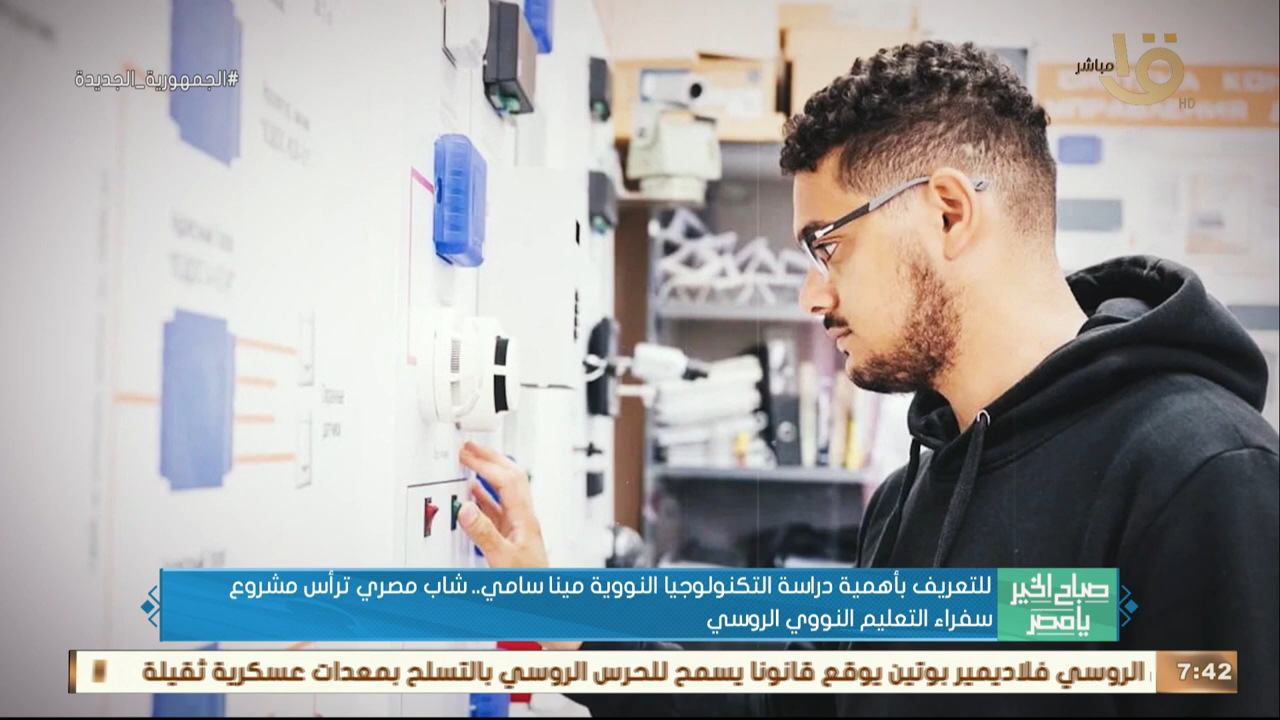 #الجمهورية_الجديدة
مباشر
HD
للتعريف بأهمية دراسة التكنولوجيا النووية مينا سامي.. شاب مصري ترأس مشروع
سفراء التعليم النووي الروسي
صباح الخير
يا مصر
الروسي فلاديمير بوتين يوقع قانونا يسمح للحرس الروسي بالتسلح بمعدات عسكرية ثقيلة
7:42